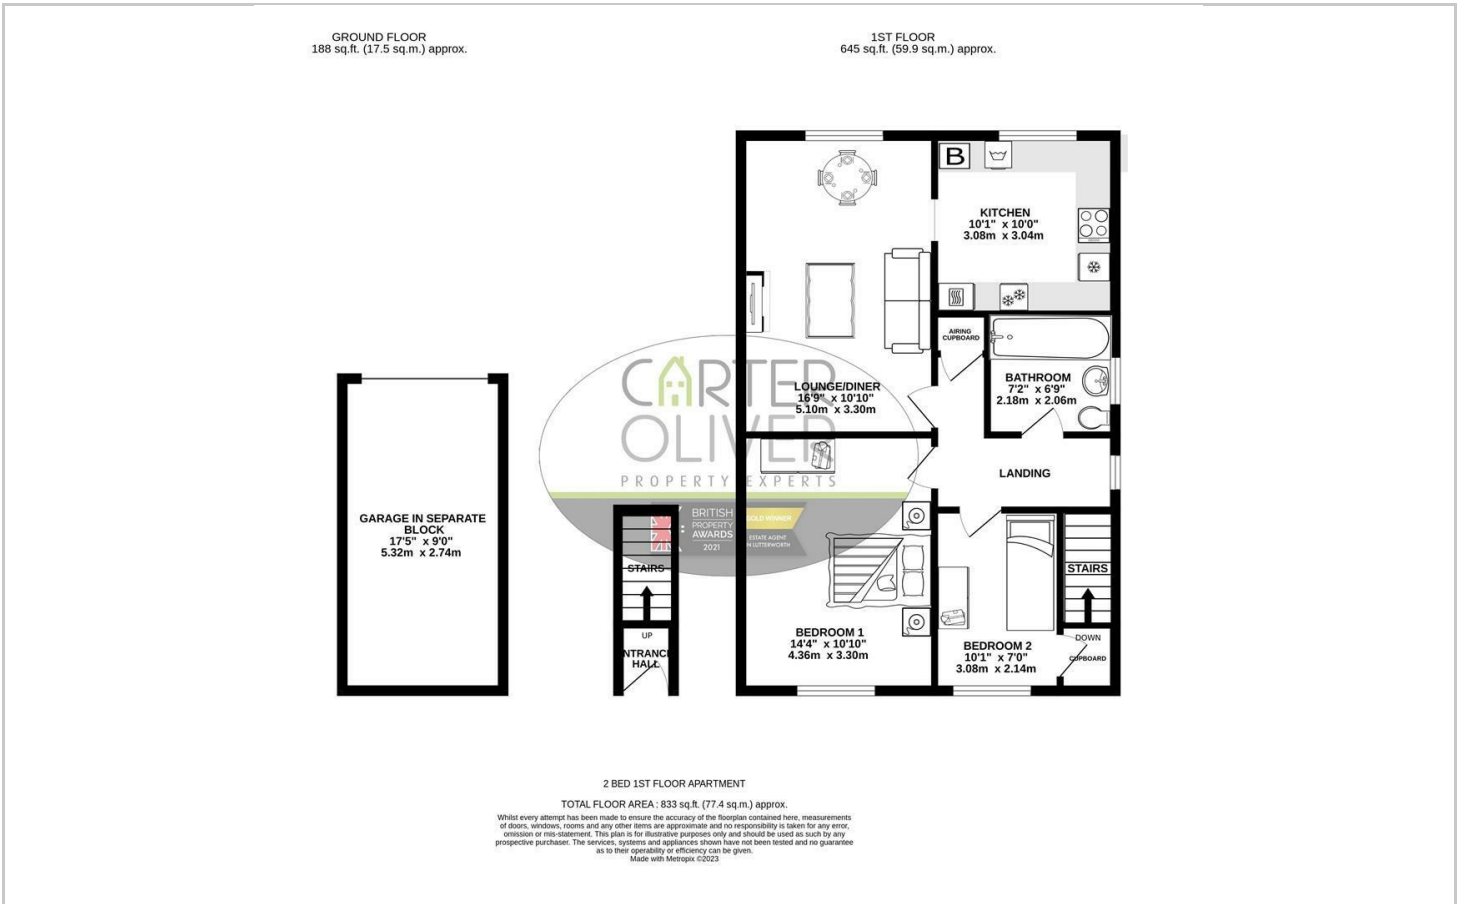 GROUND FLOOR
188 sq.ft. (17.5 sq.m.) approx.
1ST FLOOR
645 sq.ft. (59.9 sq.m.) approx.
B
KITCHEN
10'1" x 10'0"
3.08m x 3.04m
AIRING
CUPBOARD
LOUNGE/DINER
16'9" x 10'10"
5.10m x 3.30m
BATHROOM
7'2" x 6'9"
2.18m x 2.06m
CARTER
OLIVER
PROPERTY EXPERTS
BRITISH
PROPERTY
AWARDS
2021
GOLD WINNER
ESTATE AGENT
IN LUTTERWORTH
LANDING
GARAGE IN SEPARATE
BLOCK
17'5" x 9'0"
5.32m x 2.74m
STAIRS
UP
ENTRANCE
HALL
STAIRS
DOWN
CUPBOARD
BEDROOM 1
14'4" x 10'10"
4.36m x 3.30m
BEDROOM 2
10'1" x 7'0"
3.08m x 2.14m
2 BED 1ST FLOOR APARTMENT
TOTAL FLOOR AREA : 833 sq.ft. (77.4 sq.m.) approx.
Whilst every attempt has been made to ensure the accuracy of the floorplan contained here, measurements
of doors, windows, rooms and any other items are approximate and no responsibility is taken for any error,
omission or mis-statement. This plan is for illustrative purposes only and should be used as such by any
prospective purchaser. The services, systems and appliances shown have not been tested and no guarantee
as to their operability or efficiency can be given.
Made with Metropix ©2023